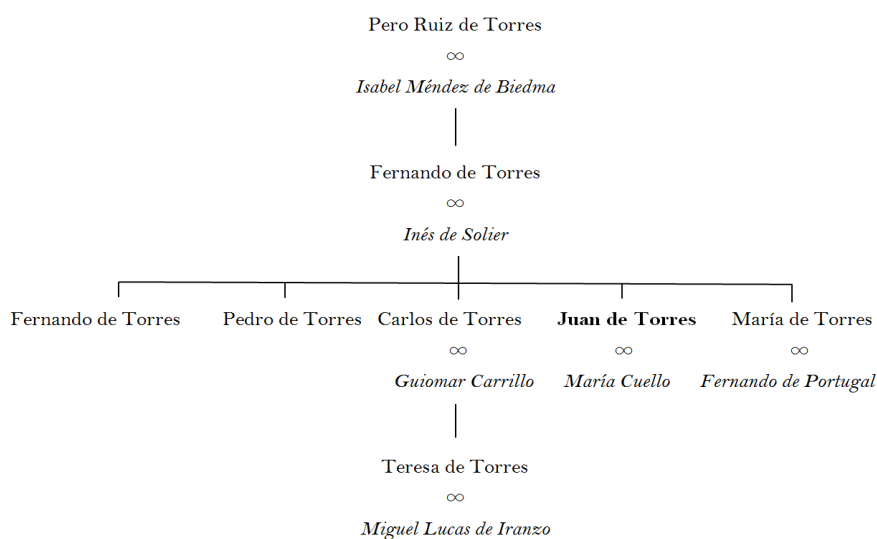 Pero Ruiz de Torres
∞
Isabel Méndez de Biedma
Fernando de Torres
∞
Inés de Solier
Fernando de Torres Pedro de Torres Carlos de Torres Juan de Torres María de Torres
∞ ∞ ∞
Guiomar Carrillo María Cuello Fernando de Portugal
Teresa de Torres
∞
Miguel Lucas de Iranzo